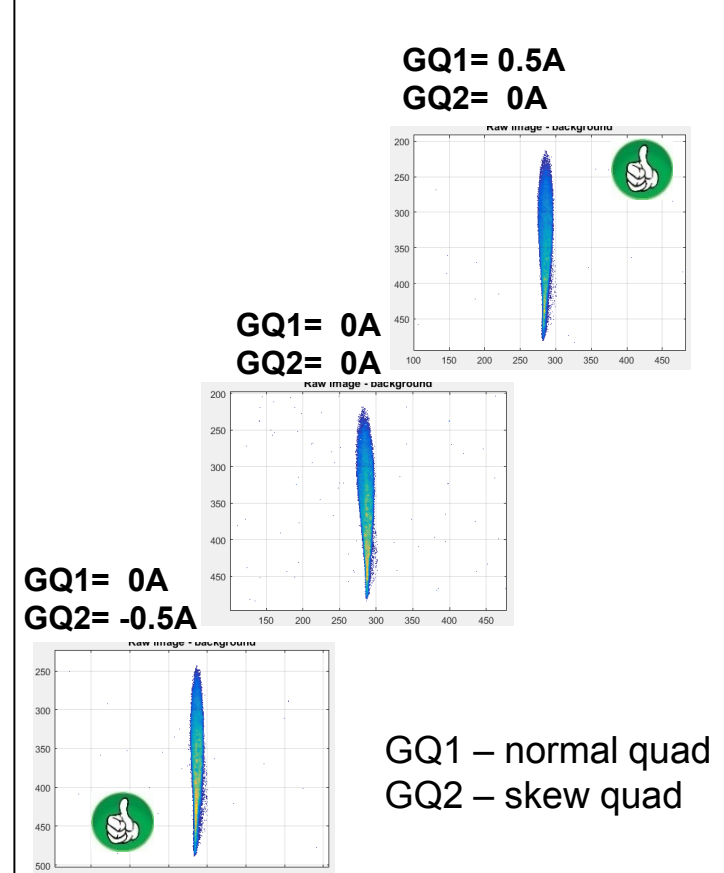 GQ1= 0.5A
GQ2= 0A
Raw image - background
200
250
300
350
400
450
100 150 200 250 300 350 400 450
GQ1= 0A
GQ2= 0A
Raw image - background
200
250
300
350
400
450
150 200 250 300 350 400 450
GQ1= 0A
GQ2= -0.5A
Raw image - background
250
300
350
400
450
500
GQ1 – normal quad
GQ2 – skew quad